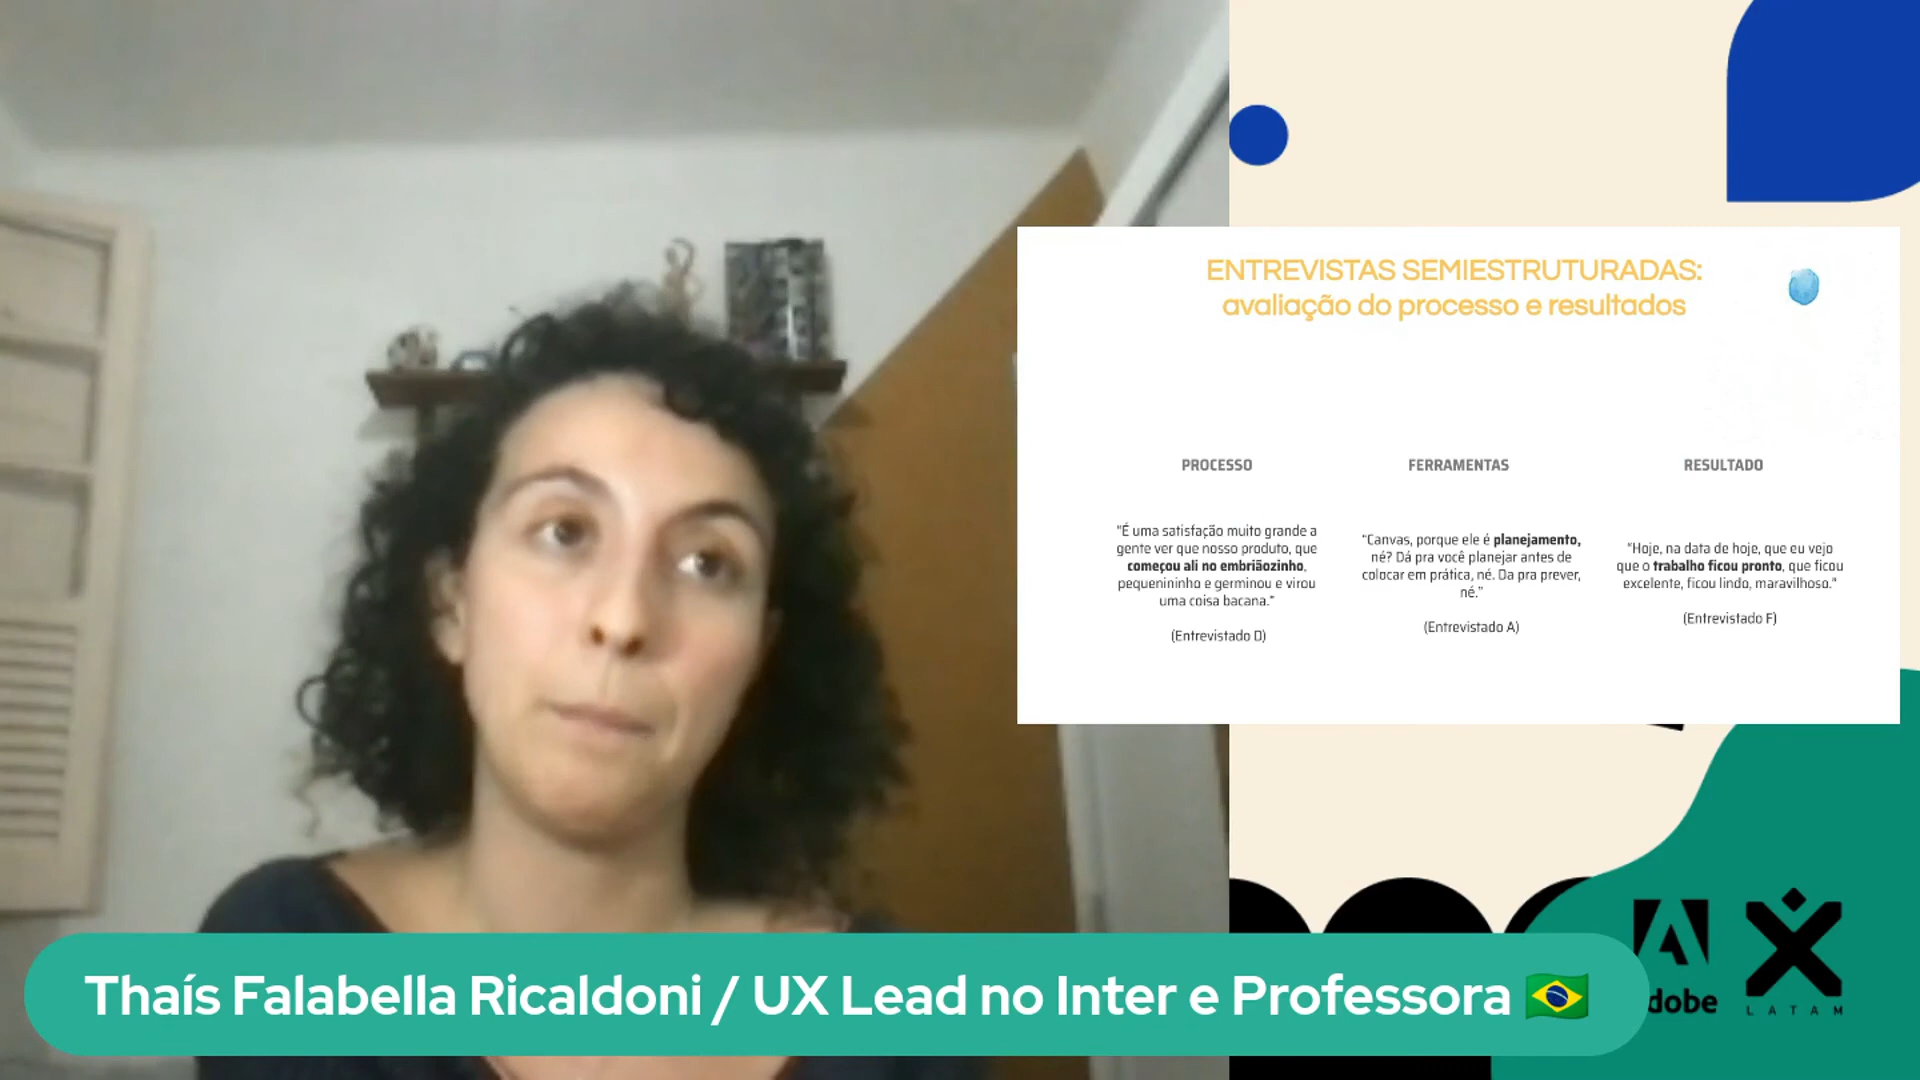 ENTREVISTAS SEMIESTRUTURADAS:
avaliação do processo e resultados
PROCESSO
"É uma satisfação muito grande a
gente ver que nosso produto, que
começou ali no embriãozinho,
pequenininho e germinou e virou
uma coisa bacana."
(Entrevistado D)
FERRAMENTAS
"Canvas, porque ele é planejamento,
né? Dá pra você planejar antes de
colocar em prática, né. Da pra prever,
né."
(Entrevistado A)
RESULTADO
"Hoje, na data de hoje, que eu vejo
que o trabalho ficou pronto, que ficou
excelente, ficou lindo, maravilhoso."
(Entrevistado F)
Thaís Falabella Ricaldoni / UX Lead no Inter e Professora
dobe
LATAM